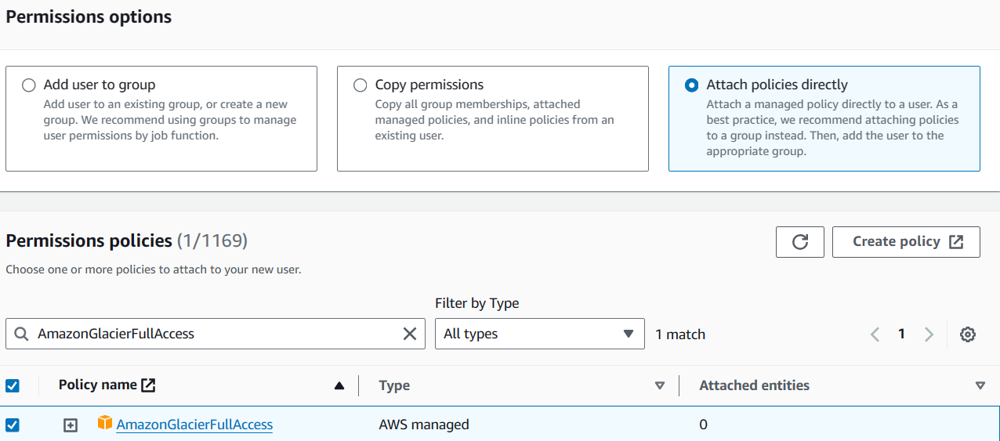 Permissions options
Add user to group
Add user to an existing group, or create a new
group. We recommend using groups to manage
user permissions by job function.
Copy permissions
Copy all group memberships, attached
managed policies, and inline policies from an
existing user.
Attach policies directly
Attach a managed policy directly to a user. As a
best practice, we recommend attaching policies
to a group instead. Then, add the user to the
appropriate group.
Permissions policies (1/1169)
Create policy
Choose one or more policies to attach to your new user.
Filter by Type
AmazonGlacierFullAccess
All types
1 match
1
Policy name
Type
Attached entities
AmazonGlacierFullAccess
AWS managed
0